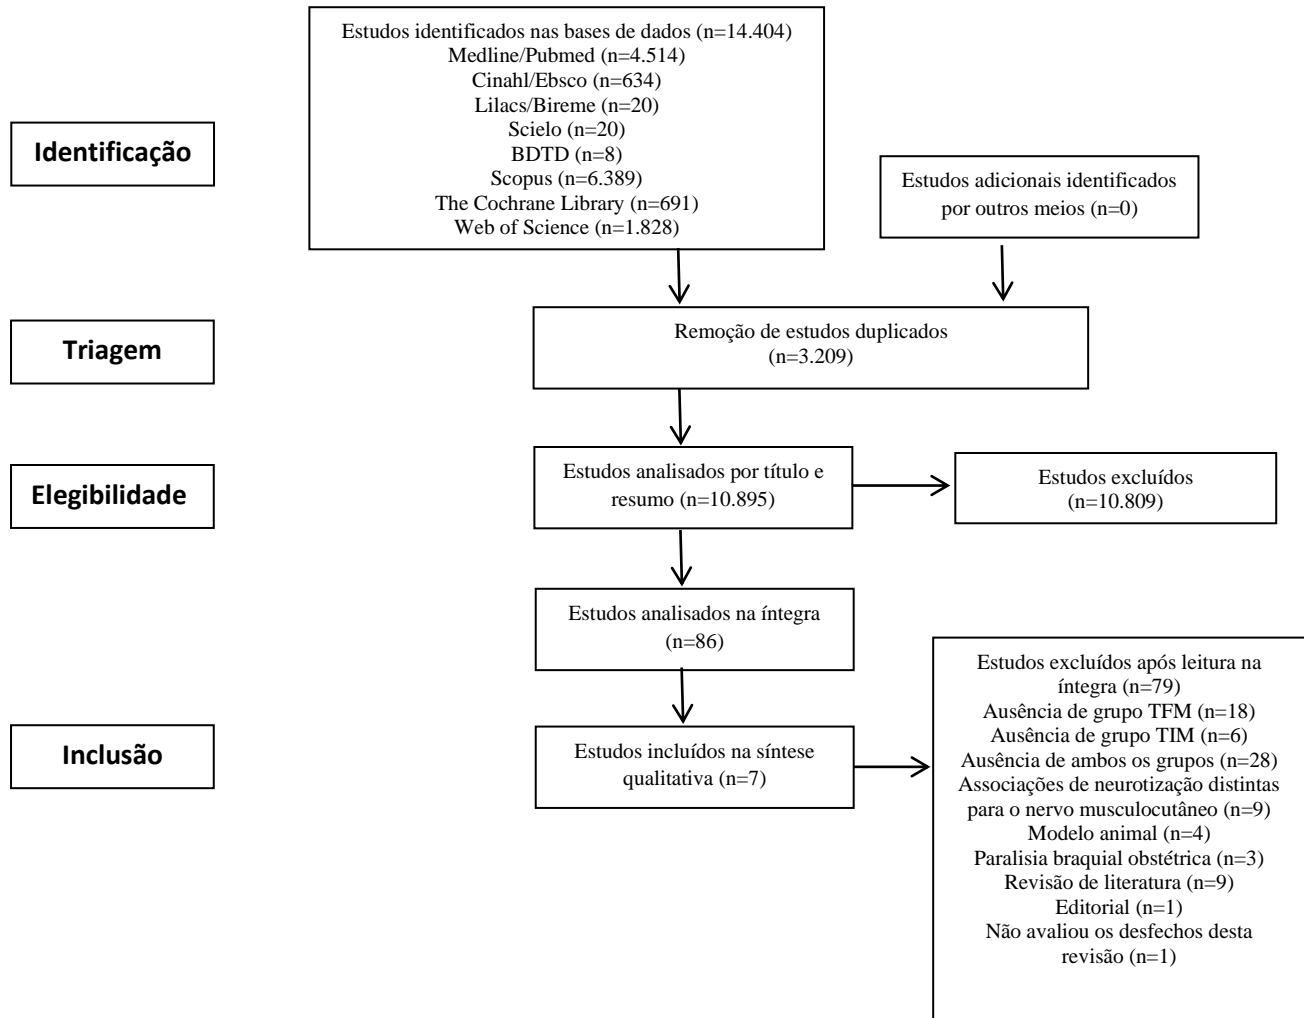 Estudos identificados nas bases de dados (n=14.404)
Medline/Pubmed (n=4.514)
Cinahl/Ebsco (n=634)
Lilacs/Bireme (n=20)
Scielo (n=20)
BDTD (n=8)
Scopus (n=6.389)
The Cochrane Library (n=691)
Web of Science (n=1.828)
Identificação
Estudos adicionais identificados
por outros meios (n=0)
Triagem
Remoção de estudos duplicados
(n=3.209)
Elegibilidade
Estudos analisados por título e
resumo (n=10.895)
Estudos excluídos
(n=10.809)
Estudos analisados na íntegra
(n=86)
Inclusão
Estudos incluídos na síntese
qualitativa (n=7)
Estudos excluídos após leitura na
íntegra (n=79)
Ausência de grupo TFM (n=18)
Ausência de grupo TIM (n=6)
Ausência de ambos os grupos (n=28)
Associações de neurotização distintas
para o nervo musculocutâneo (n=9)
Modelo animal (n=4)
Paralisia braquial obstétrica (n=3)
Revisão de literatura (n=9)
Editorial (n=1)
Não avaliou os desfechos desta
revisão (n=1)